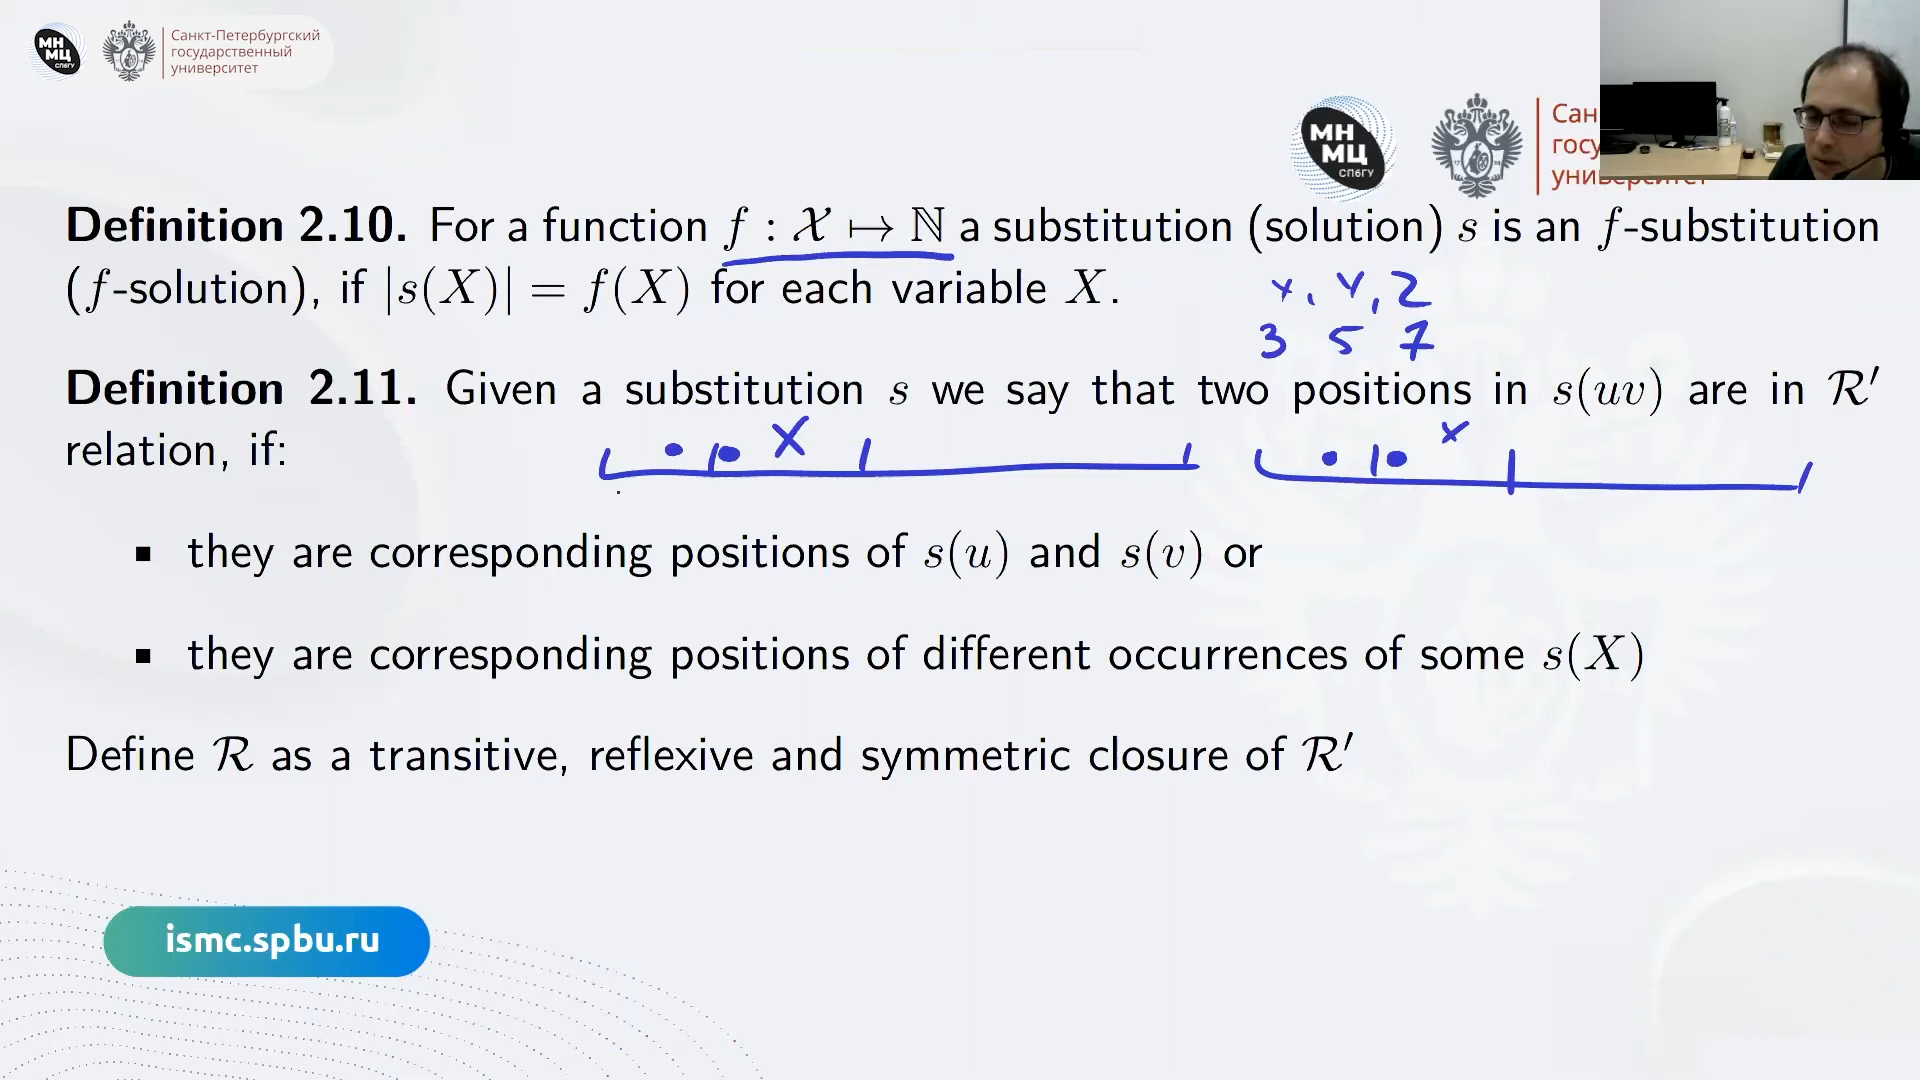 МН МЦ СПбГУ
Санкт-Петербургский
государственный
университет
МН МЦ СПбГУ
Сан
госу
университет
Definition 2.10. For a function f : 𝒳 ↦ ℕ a substitution (solution) s is an f-substitution
(f-solution), if |s(X)| = f(X) for each variable X.
x, y, z
3 5 7
Definition 2.11. Given a substitution s we say that two positions in s(uv) are in ℛ′
relation, if:
X
x
▪ they are corresponding positions of s(u) and s(v) or
▪ they are corresponding positions of different occurrences of some s(X)
Define ℛ as a transitive, reflexive and symmetric closure of ℛ′
ismc.spbu.ru